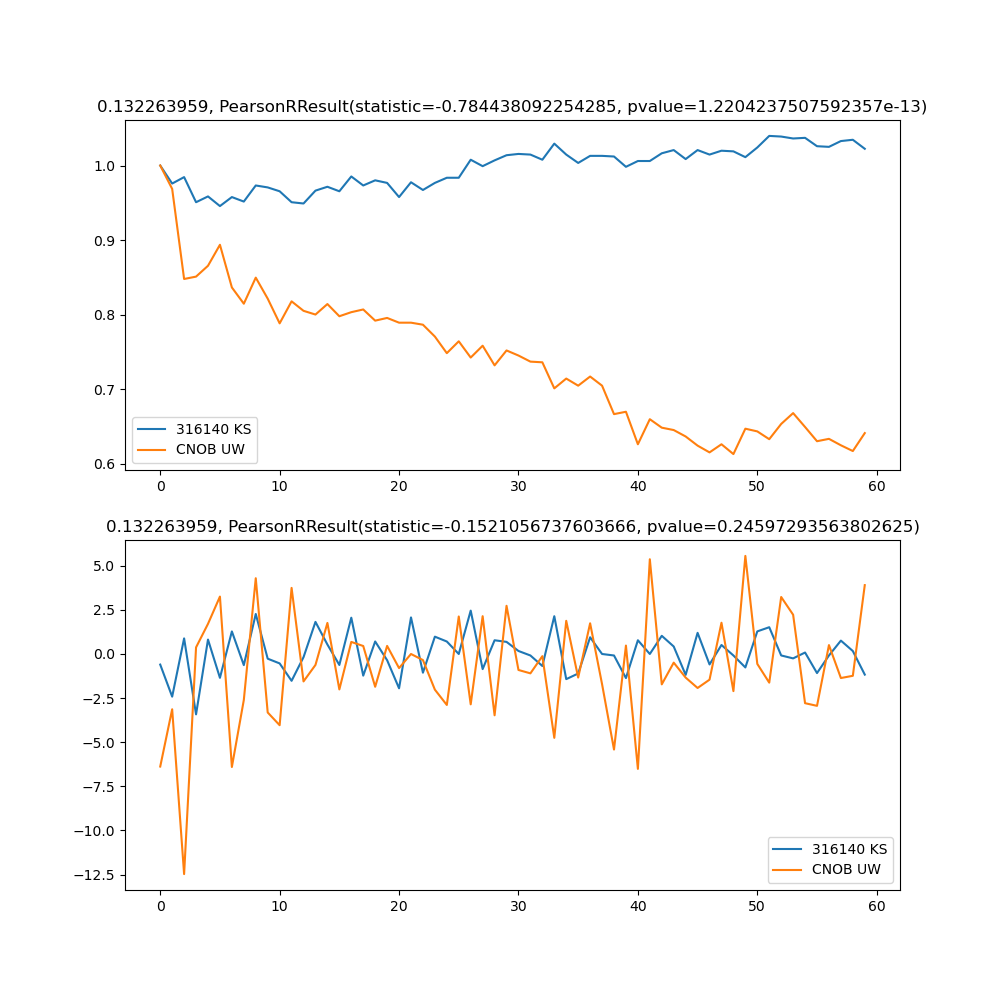 0.132263959, PearsonRResult(statistic=-0.784438092254285, pvalue=1.2204237507592357e-13)
1.0
0.9
0.8
0.7
0.6
316140 KS
CNOB UW
0 10 20 30 40 50 60
0.132263959, PearsonRResult(statistic=-0.1521056737603666, pvalue=0.24597293563802625)
5.0
2.5
0.0
−2.5
−5.0
−7.5
−10.0
−12.5
316140 KS
CNOB UW
0 10 20 30 40 50 60